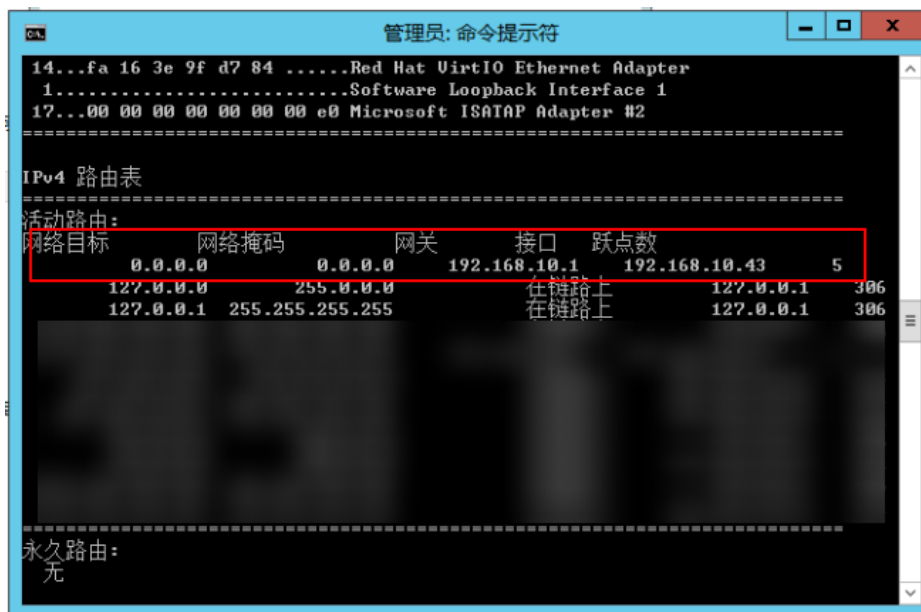 管理员: 命令提示符
14...fa 16 3e 9f d7 84 ......Red Hat VirtIO Ethernet Adapter
1...........................Software Loopback Interface 1
17...00 00 00 00 00 00 00 e0 Microsoft ISATAP Adapter #2
===========================================================================
IPv4 路由表
===========================================================================
活动路由:
网络目标 网络掩码 网关 接口 跃点数
0.0.0.0 0.0.0.0 192.168.10.1 192.168.10.43 5
127.0.0.0 255.0.0.0 在链路上 127.0.0.1 306
127.0.0.1 255.255.255.255 在链路上 127.0.0.1 306
===========================================================================
永久路由:
无